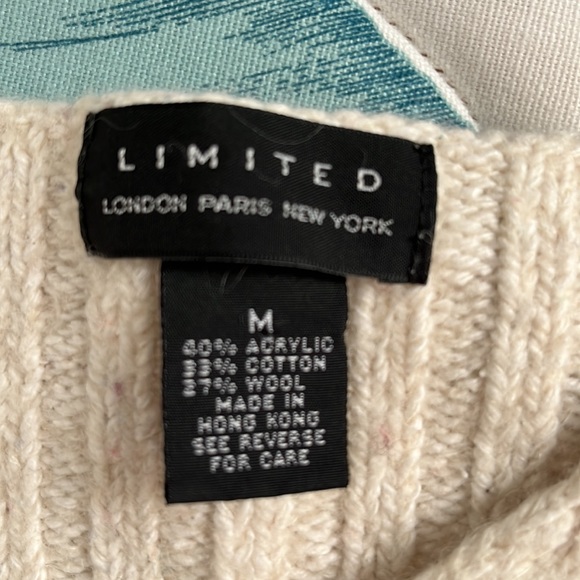 LIMITED
LONDON PARIS NEW YORK
M
40% ACRYLIC
33% COTTON
27% WOOL
MADE IN
HONG KONG
SEE REVERSE
FOR CARE